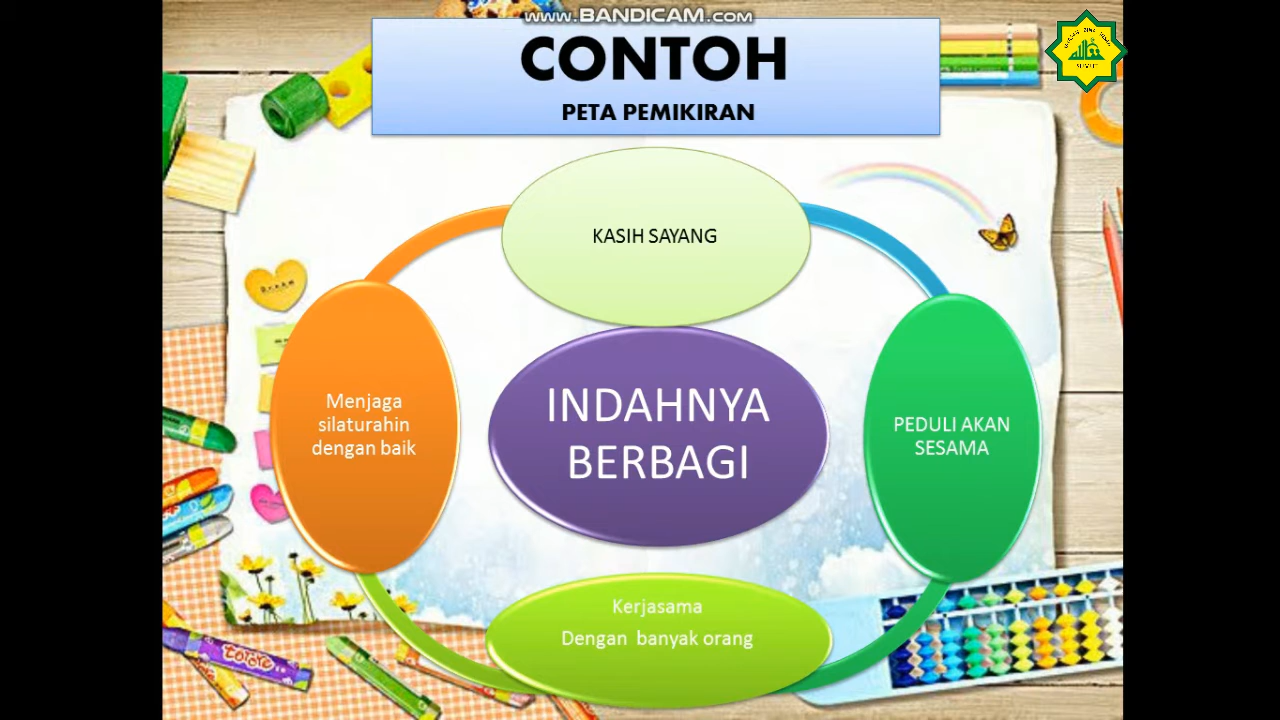 www.BANDICAM.com
CONTOH
PETA PEMIKIRAN
KASIH SAYANG
Menjaga
silaturahin
dengan baik
INDAHNYA
BERBAGI
PEDULI AKAN
SESAMA
Kerjasama
Dengan banyak orang
Dream